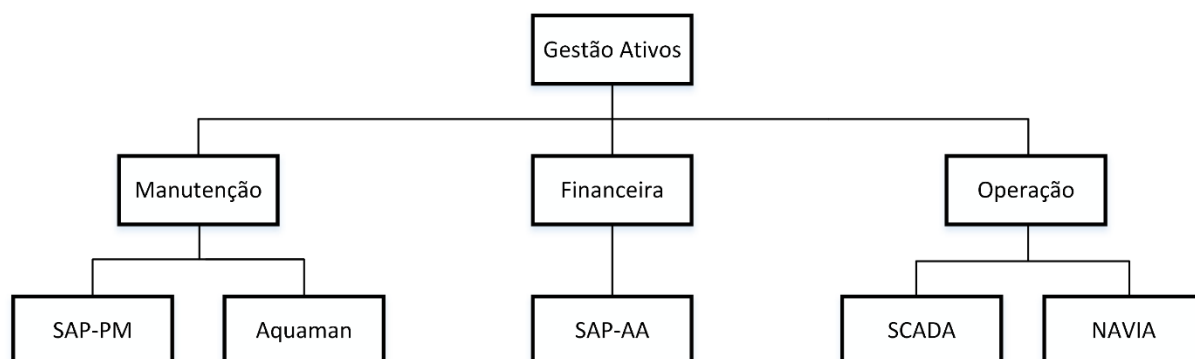 Gestão Ativos
Manutenção
Financeira
Operação
SAP-PM
Aquaman
SAP-AA
SCADA
NAVIA